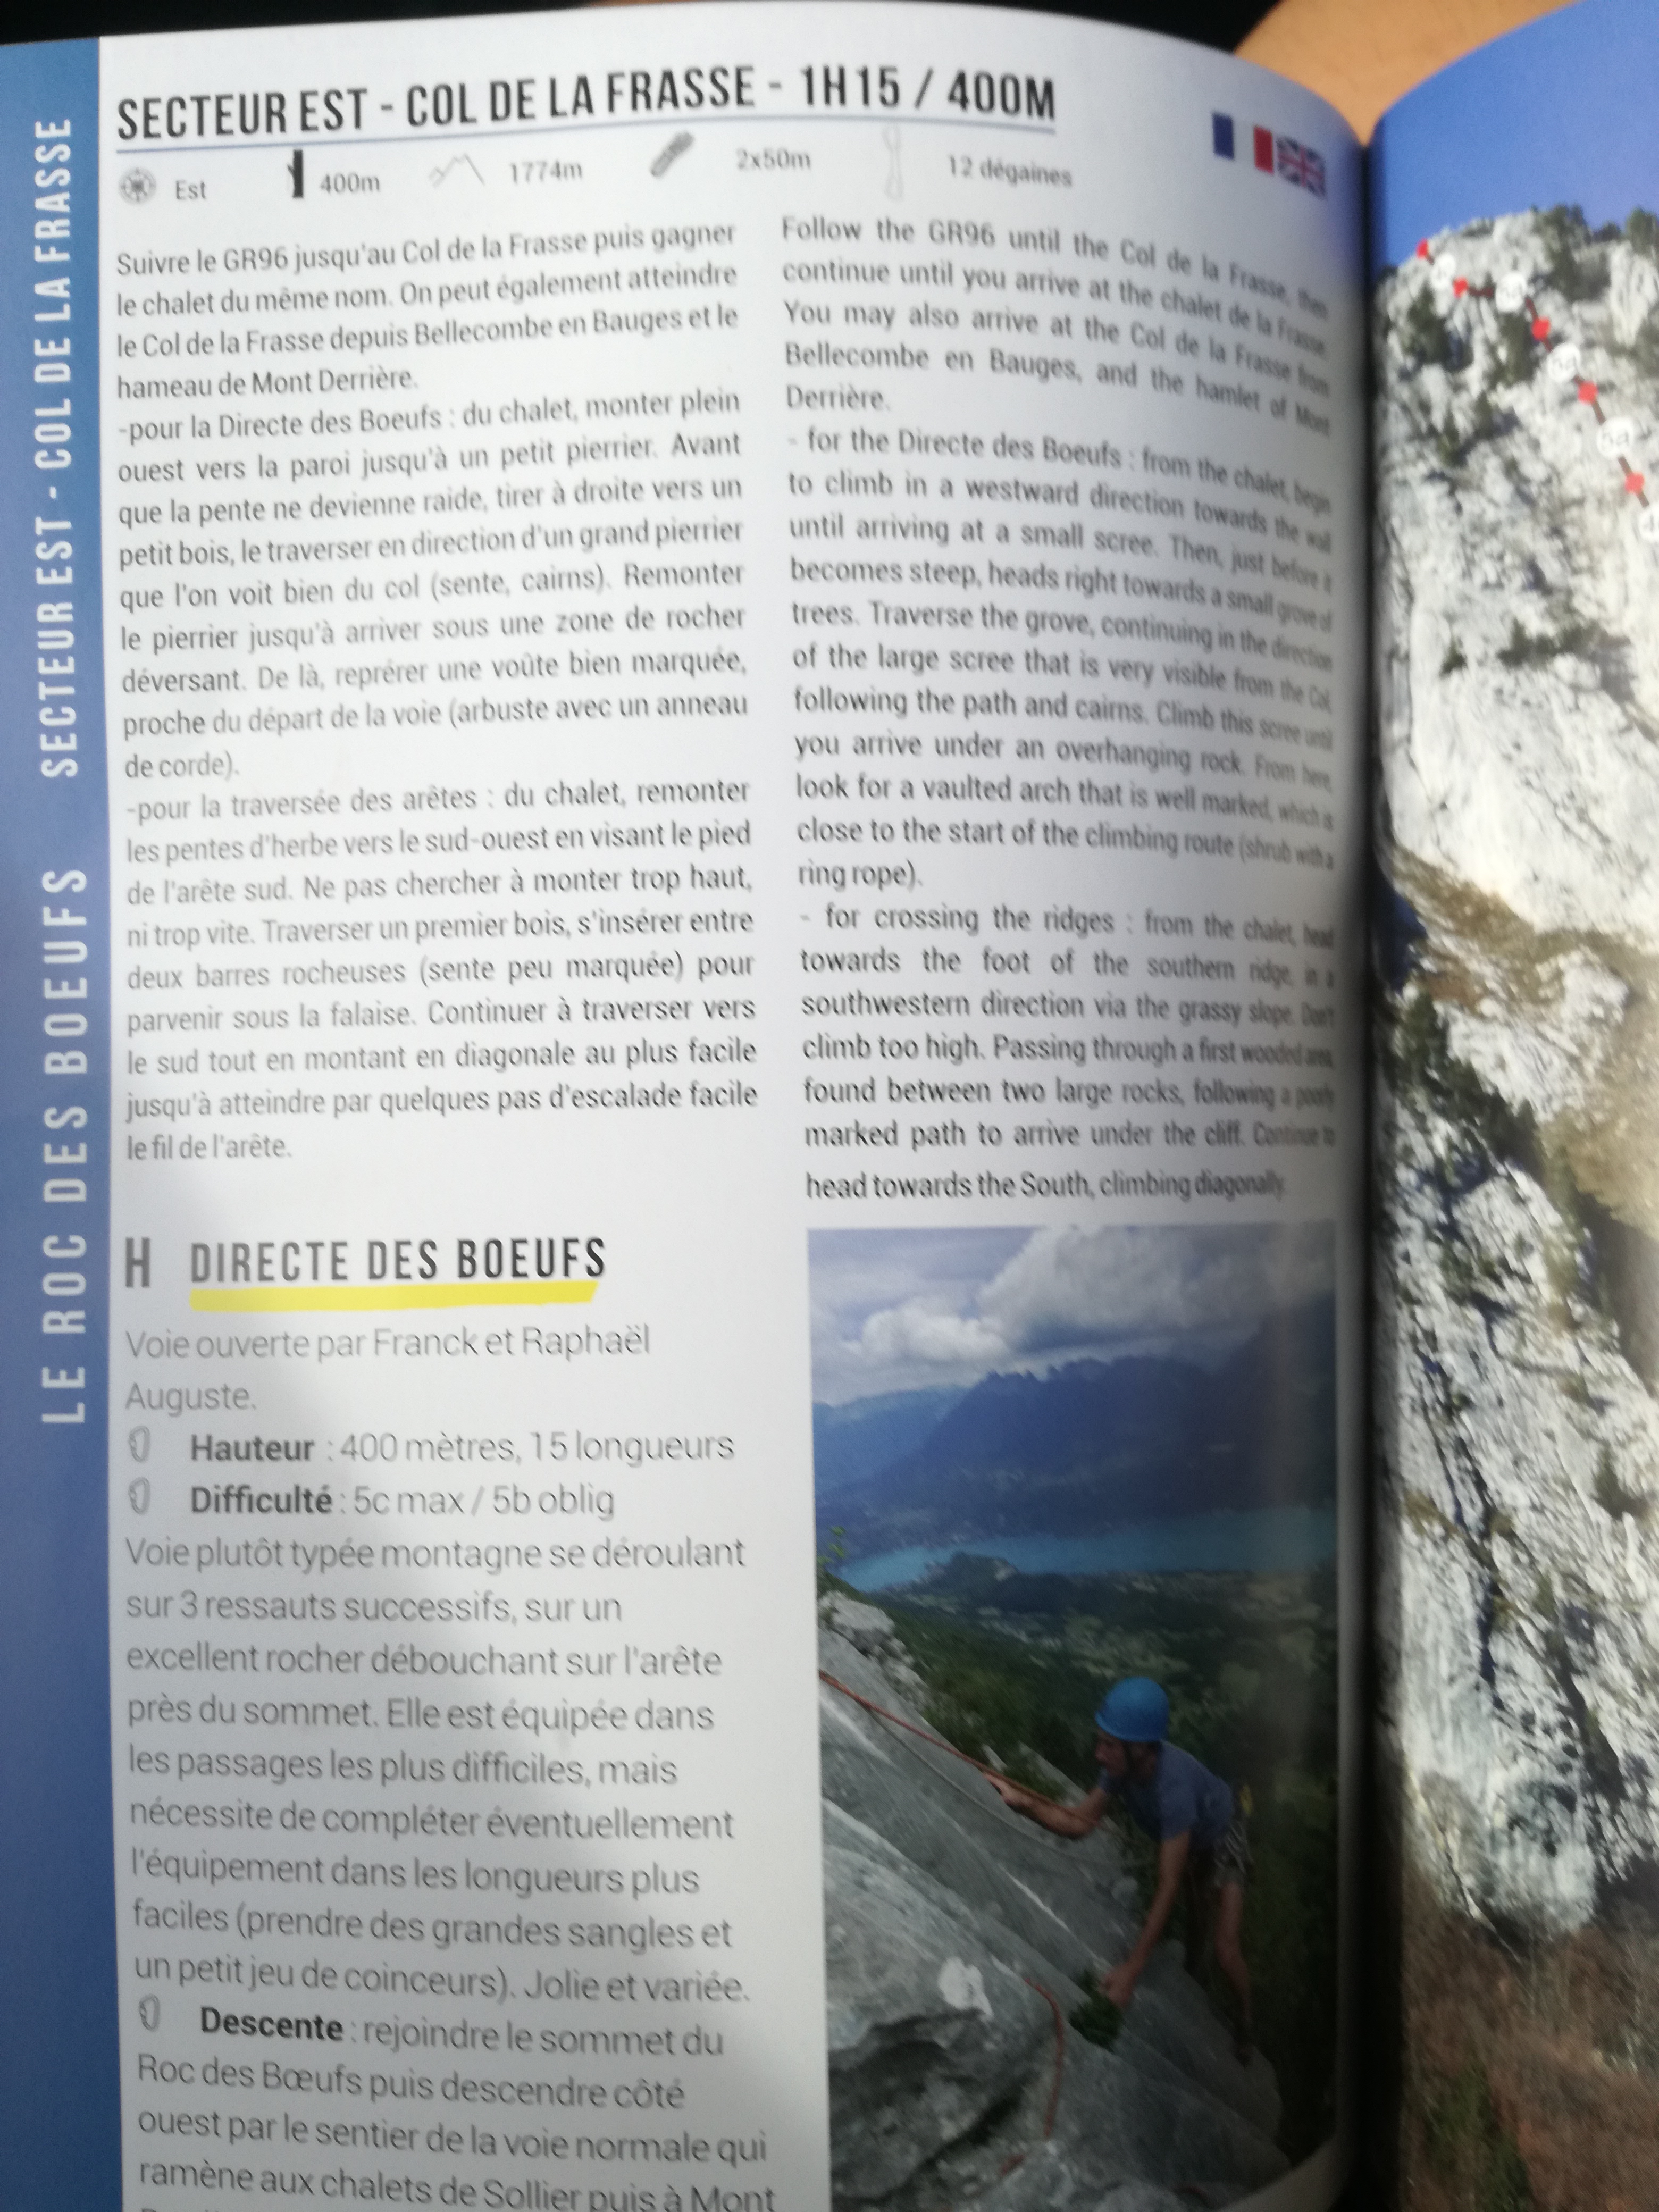 SECTEUR EST - COL DE LA FRASSE - 1H15 / 400M
Est 400m 1774m 2x50m 12 dégaines
Suivre le GR96 jusqu'au Col de la Frasse puis gagner
le chalet du même nom. On peut également atteindre
le Col de la Frasse depuis Bellecombe en Bauges et le
hameau de Mont Derrière.
-pour la Directe des Boeufs : du chalet, monter plein
ouest vers la paroi jusqu'à un petit pierrier. Avant
que la pente ne devienne raide, tirer à droite vers un
petit bois, le traverser en direction d'un grand pierrier
que l'on voit bien du col (sente, cairns). Remonter
le pierrier jusqu'à arriver sous une zone de rocher
déversant. De là, reprérer une voûte bien marquée,
proche du départ de la voie (arbuste avec un anneau
de corde).
-pour la traversée des arêtes : du chalet, remonter
les pentes d'herbe vers le sud-ouest en visant le pied
de l'arête sud. Ne pas chercher à monter trop haut,
ni trop vite. Traverser un premier bois, s'insérer entre
deux barres rocheuses (sente peu marquée) pour
parvenir sous la falaise. Continuer à traverser vers
le sud tout en montant en diagonale au plus facile
jusqu'à atteindre par quelques pas d'escalade facile
le fil de l'arête.
Follow the GR96 until the Col de la Frasse, then
continue until you arrive at the chalet de la Frasse.
You may also arrive at the Col de la Frasse from
Bellecombe en Bauges, and the hamlet of Mont
Derrière.
- for the Directe des Boeufs : from the chalet, begin
to climb in a westward direction towards the wall
until arriving at a small scree. Then, just before it
becomes steep, heads right towards a small grove of
trees. Traverse the grove, continuing in the direction
of the large scree that is very visible from the Col,
following the path and cairns. Climb this scree until
you arrive under an overhanging rock. From here,
look for a vaulted arch that is well marked, which is
close to the start of the climbing route (shrub with a
ring rope).
- for crossing the ridges : from the chalet, head
towards the foot of the southern ridge, in a
southwestern direction via the grassy slope. Don't
climb too high. Passing through a first wooded area,
found between two large rocks, following a poorly
marked path to arrive under the cliff. Continue to
head towards the South, climbing diagonally.
H DIRECTE DES BOEUFS
Voie ouverte par Franck et Raphaël
Auguste.
Hauteur : 400 mètres, 15 longueurs
Difficulté : 5c max / 5b oblig
Voie plutôt typée montagne se déroulant
sur 3 ressauts successifs, sur un
excellent rocher débouchant sur l'arête
près du sommet. Elle est équipée dans
les passages les plus difficiles, mais
nécessite de compléter éventuellement
l'équipement dans les longueurs plus
faciles (prendre des grandes sangles et
un petit jeu de coinceurs). Jolie et variée.
Descente : rejoindre le sommet du
Roc des Bœufs puis descendre côté
ouest par le sentier de la voie normale qui
ramène aux chalets de Sollier puis à Mont
LE ROC DES BOEUFS SECTEUR EST - COL DE LA FRASSE
5a